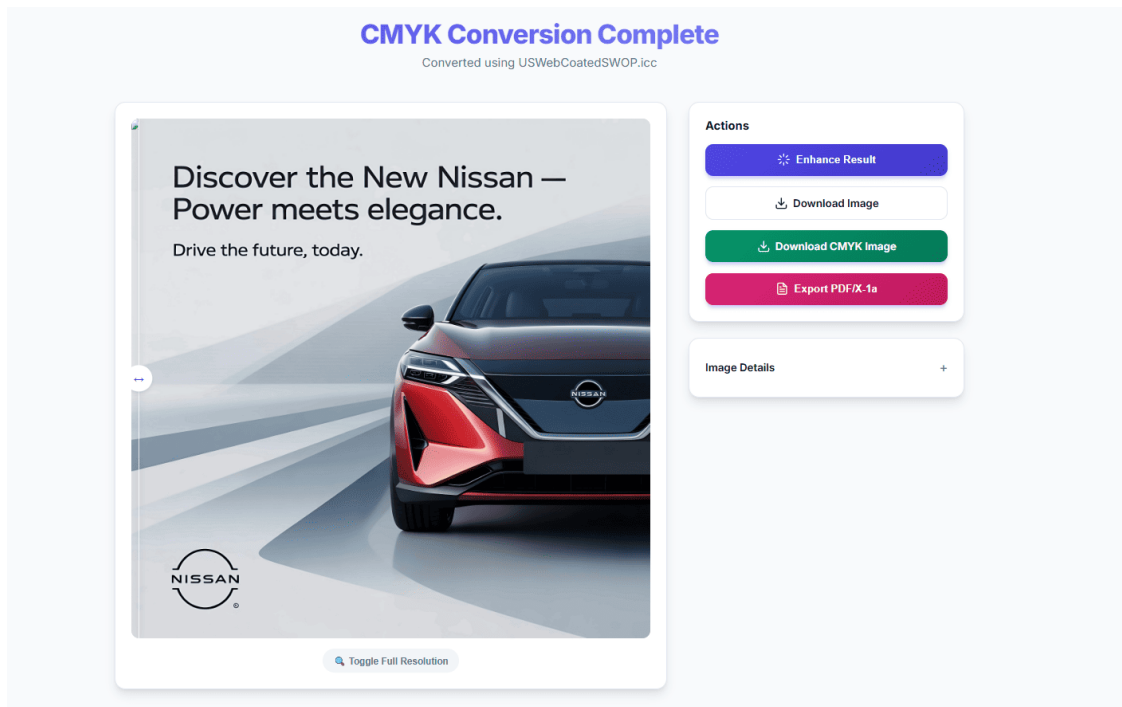 CMYK Conversion Complete
Converted using USWebCoatedSWOP.icc
Discover the New Nissan —
Power meets elegance.
Drive the future, today.
NISSAN
NISSAN
®
↔
Toggle Full Resolution
Actions
Enhance Result
Download Image
Download CMYK Image
Export PDF/X-1a
Image Details
+